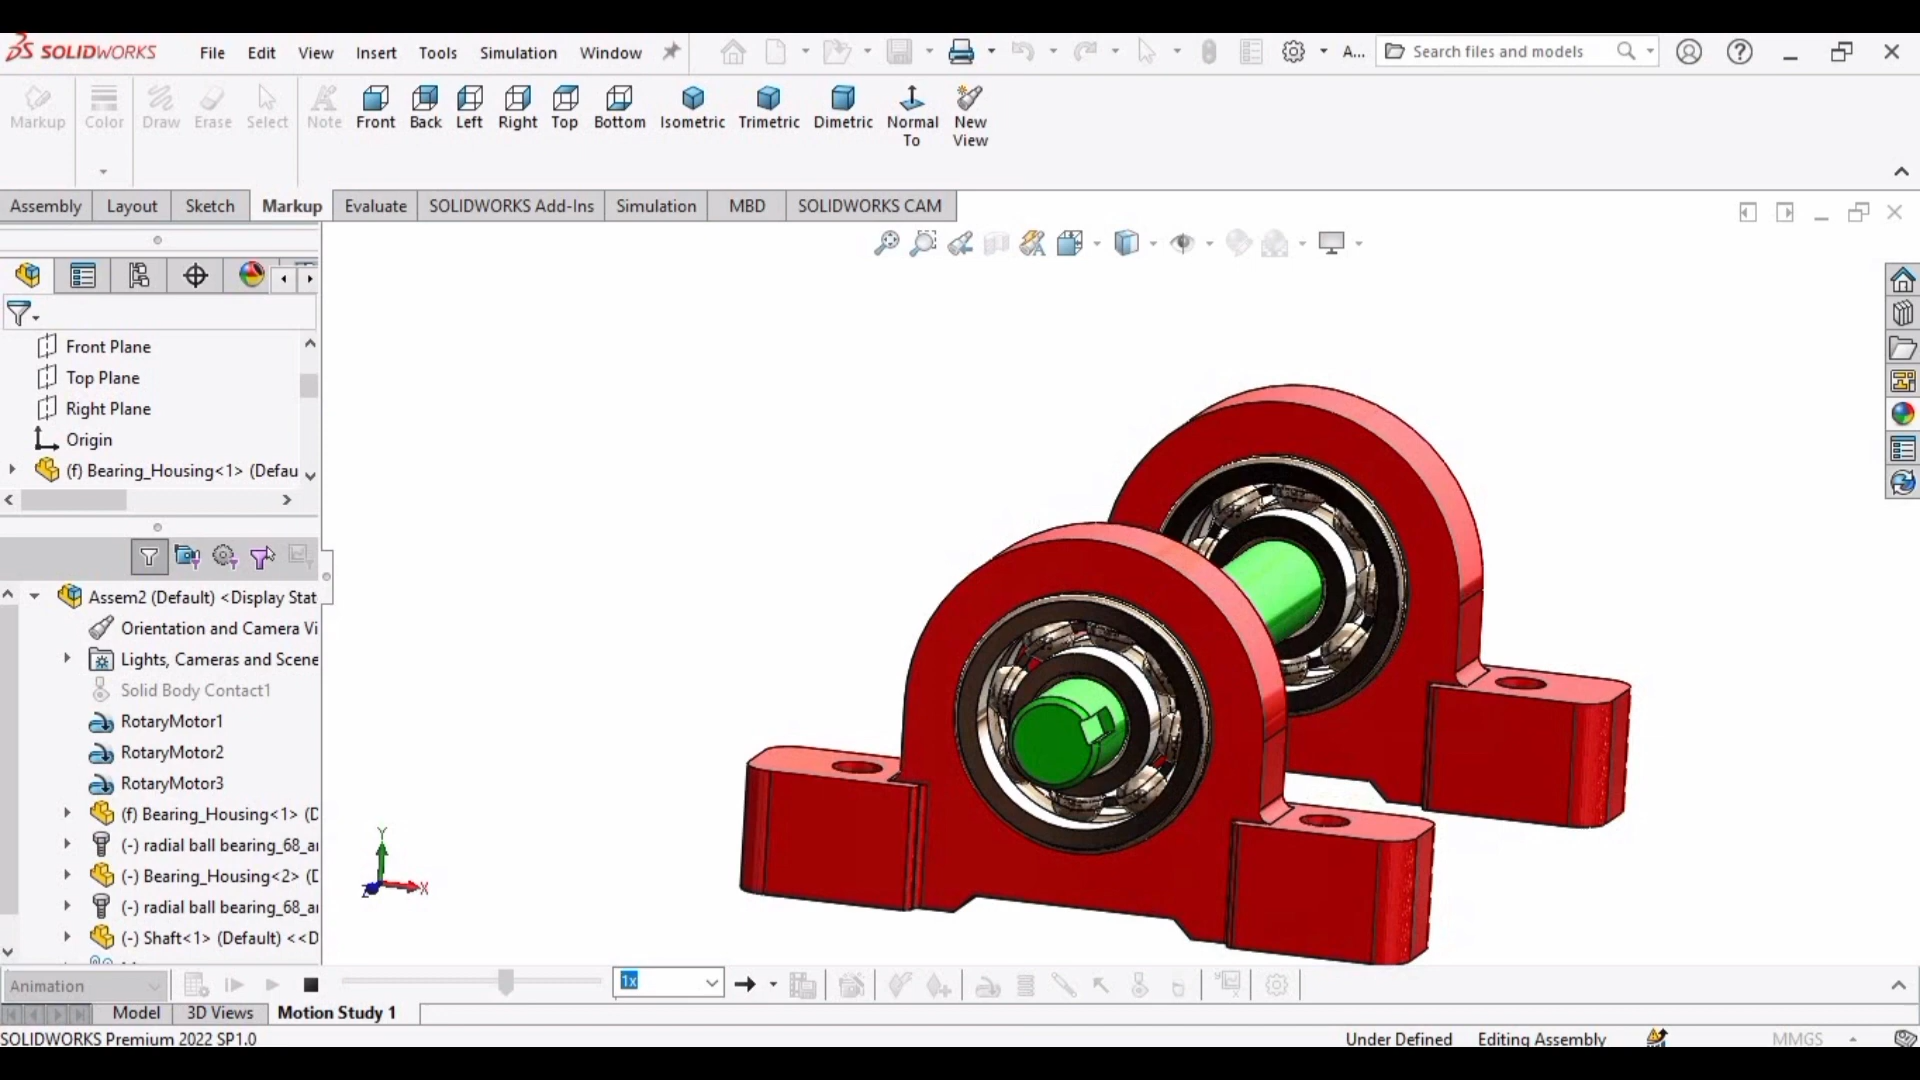 SOLIDWORKS File Edit View Insert Tools Simulation Window A... Search files and models
Markup Color Draw Erase Select Note Front Back Left Right Top Bottom Isometric Trimetric Dimetric Normal To New View
Assembly Layout Sketch Markup Evaluate SOLIDWORKS Add-Ins Simulation MBD SOLIDWORKS CAM
Front Plane
Top Plane
Right Plane
Origin
(f) Bearing_Housing<1> (Defau
Assem2 (Default) <Display Stat
Orientation and Camera Vi
Lights, Cameras and Scene
Solid Body Contact1
RotaryMotor1
RotaryMotor2
RotaryMotor3
(f) Bearing_Housing<1> (D
(-) radial ball bearing_68_a
(-) Bearing_Housing<2> (D
(-) radial ball bearing_68_a
(-) Shaft<1> (Default) <<D
Y
X
Z
Animation 1x
Model 3D Views Motion Study 1
SOLIDWORKS Premium 2022 SP1.0 Under Defined Editing Assembly MMGS